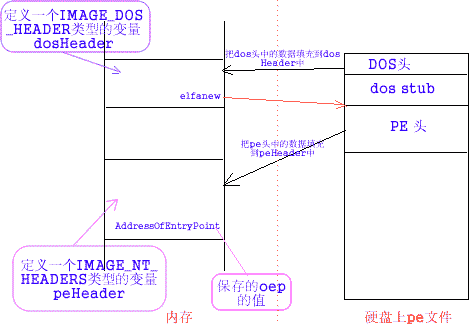 定义一个IMAGE_DOS
_HEADER类型的变量
dosHeader
把dos头中的数据填充到dos
Header中
DOS头
dos stub
elfanew
PE 头
把pe头中的数据填充
到peHeader中
AddressOfEntryPoint
定义一个IMAGE_NT_
HEADERS类型的变量
peHeader
保存的oep
的值
内存
硬盘上pe文件